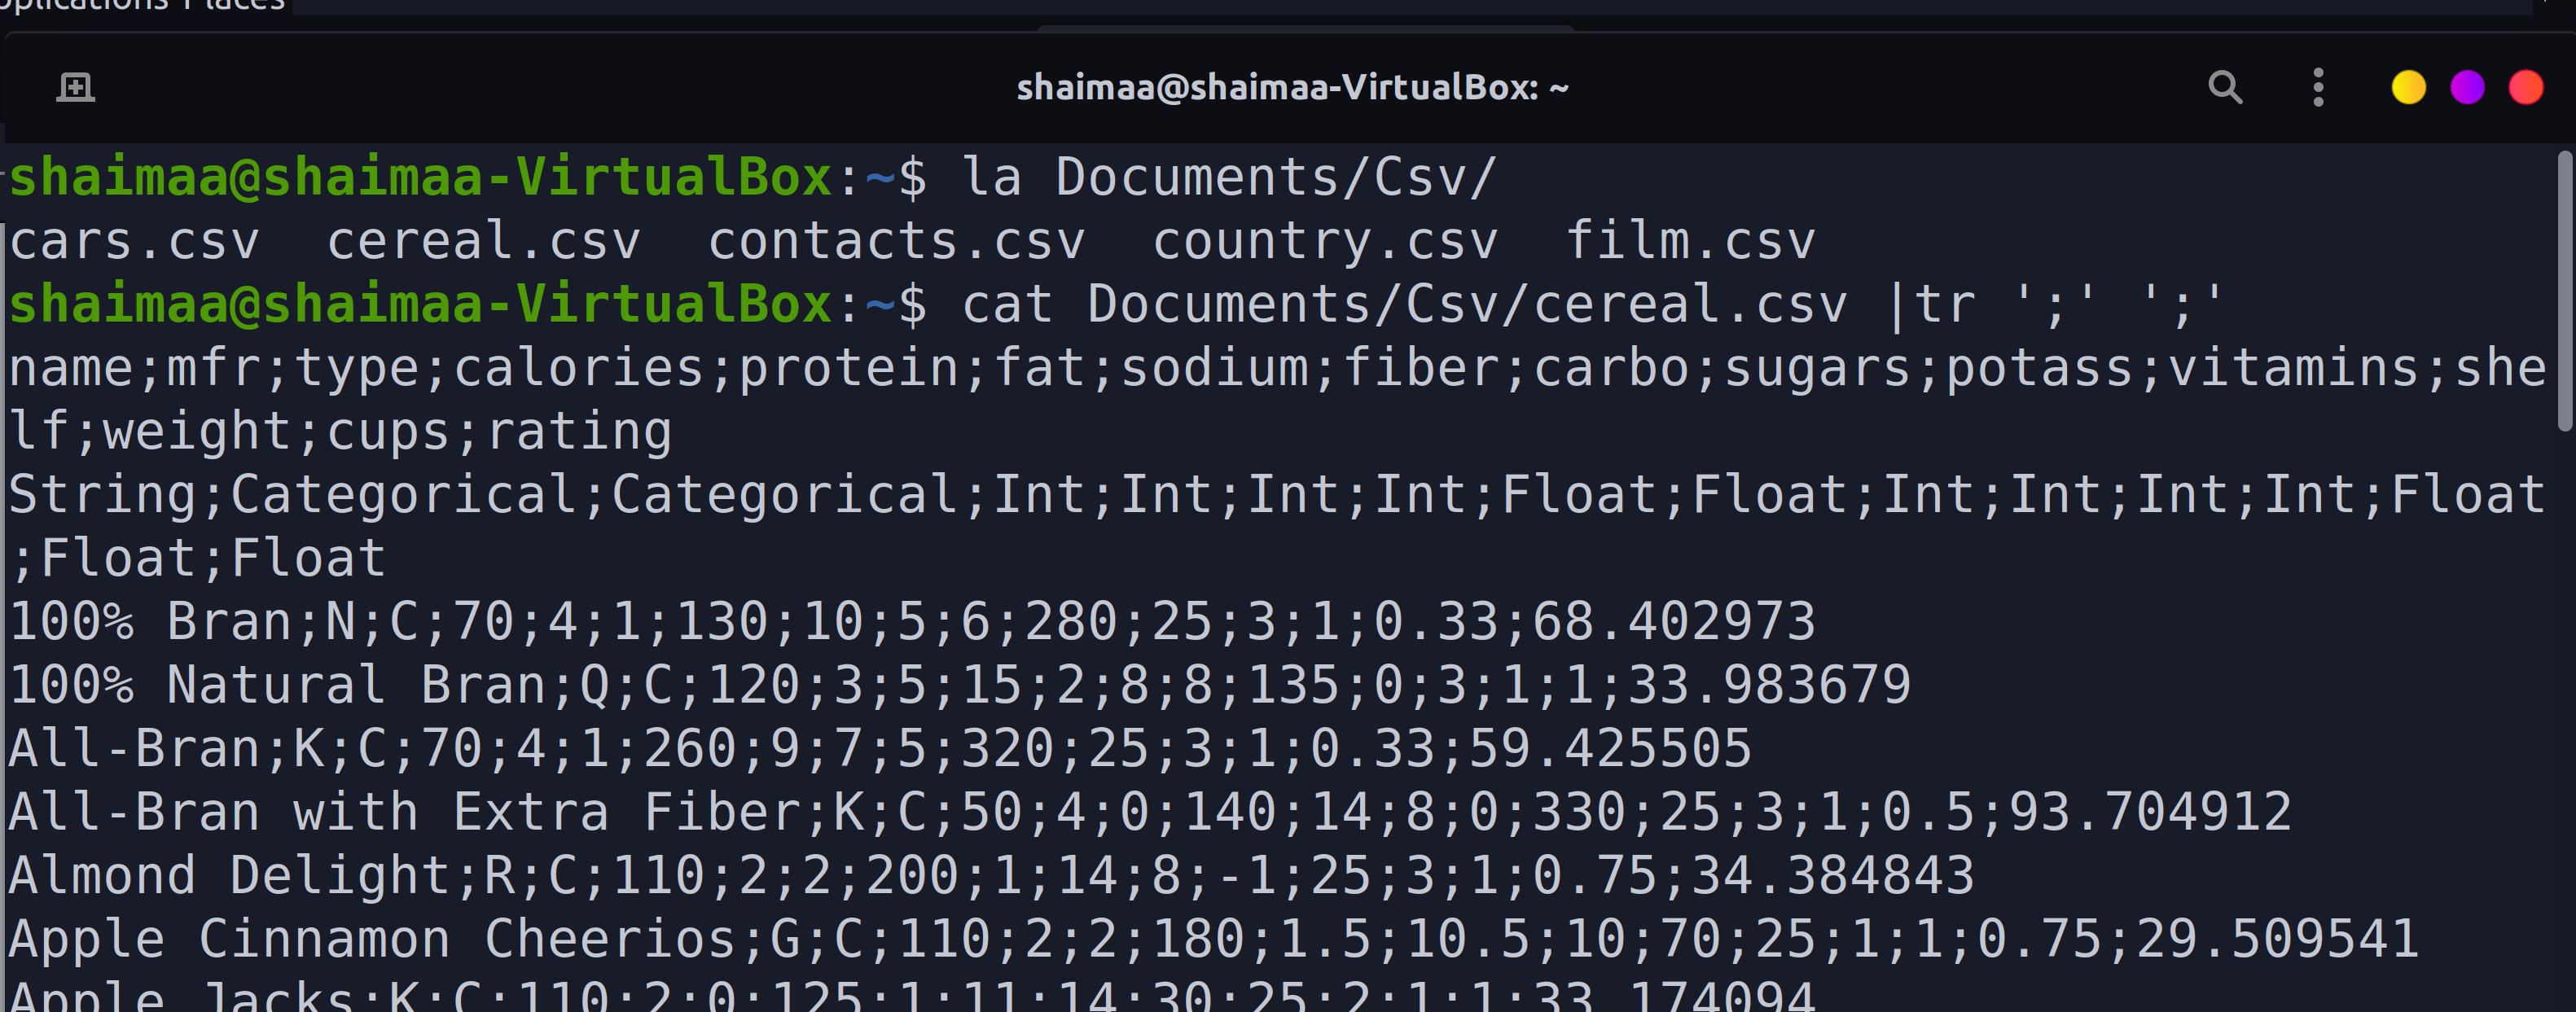 Places
shaimaa@shaimaa-VirtualBox: ~
shaimaa@shaimaa-VirtualBox:~$ la Documents/Csv/
cars.csv  cereal.csv  contacts.csv  country.csv  film.csv
shaimaa@shaimaa-VirtualBox:~$ cat Documents/Csv/cereal.csv |tr ';' ';'
name;mfr;type;calories;protein;fat;sodium;fiber;carbo;sugars;potass;vitamins;she
lf;weight;cups;rating
String;Categorical;Categorical;Int;Int;Int;Int;Float;Float;Int;Int;Int;Int;Float
;Float;Float
100% Bran;N;C;70;4;1;130;10;5;6;280;25;3;1;0.33;68.402973
100% Natural Bran;Q;C;120;3;5;15;2;8;8;135;0;3;1;1;33.983679
All-Bran;K;C;70;4;1;260;9;7;5;320;25;3;1;0.33;59.425505
All-Bran with Extra Fiber;K;C;50;4;0;140;14;8;0;330;25;3;1;0.5;93.704912
Almond Delight;R;C;110;2;2;200;1;14;8;-1;25;3;1;0.75;34.384843
Apple Cinnamon Cheerios;G;C;110;2;2;180;1.5;10.5;10;70;25;1;1;0.75;29.509541
Apple Jacks;K;C;110;2;0;125;1;11;14;30;25;2;1;1;33.174094